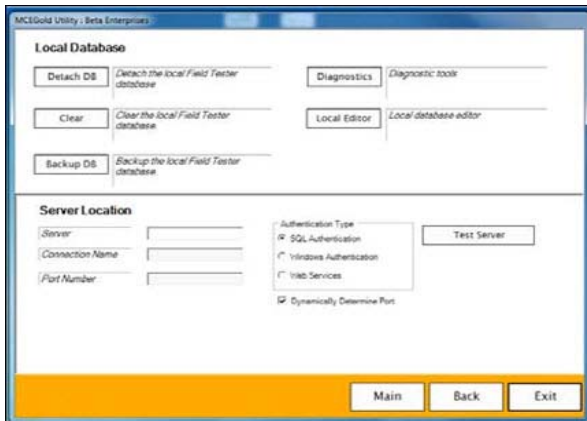 MCEGold Utility : Beta Enterprises
Local Database
Detach DB
Detach the local Field Tester
database
Diagnostics
Diagnostic tools
Clear
Clear the local Field Tester
database.
Local Editor
Local database editor
Backup DB
Backup the local Field Tester
database.
Server Location
Server
Connection Name
Port Number
Authentication Type
SQL Authentication
Windows Authentication
Web Services
Dynamically Determine Port
Test Server
Main
Back
Exit